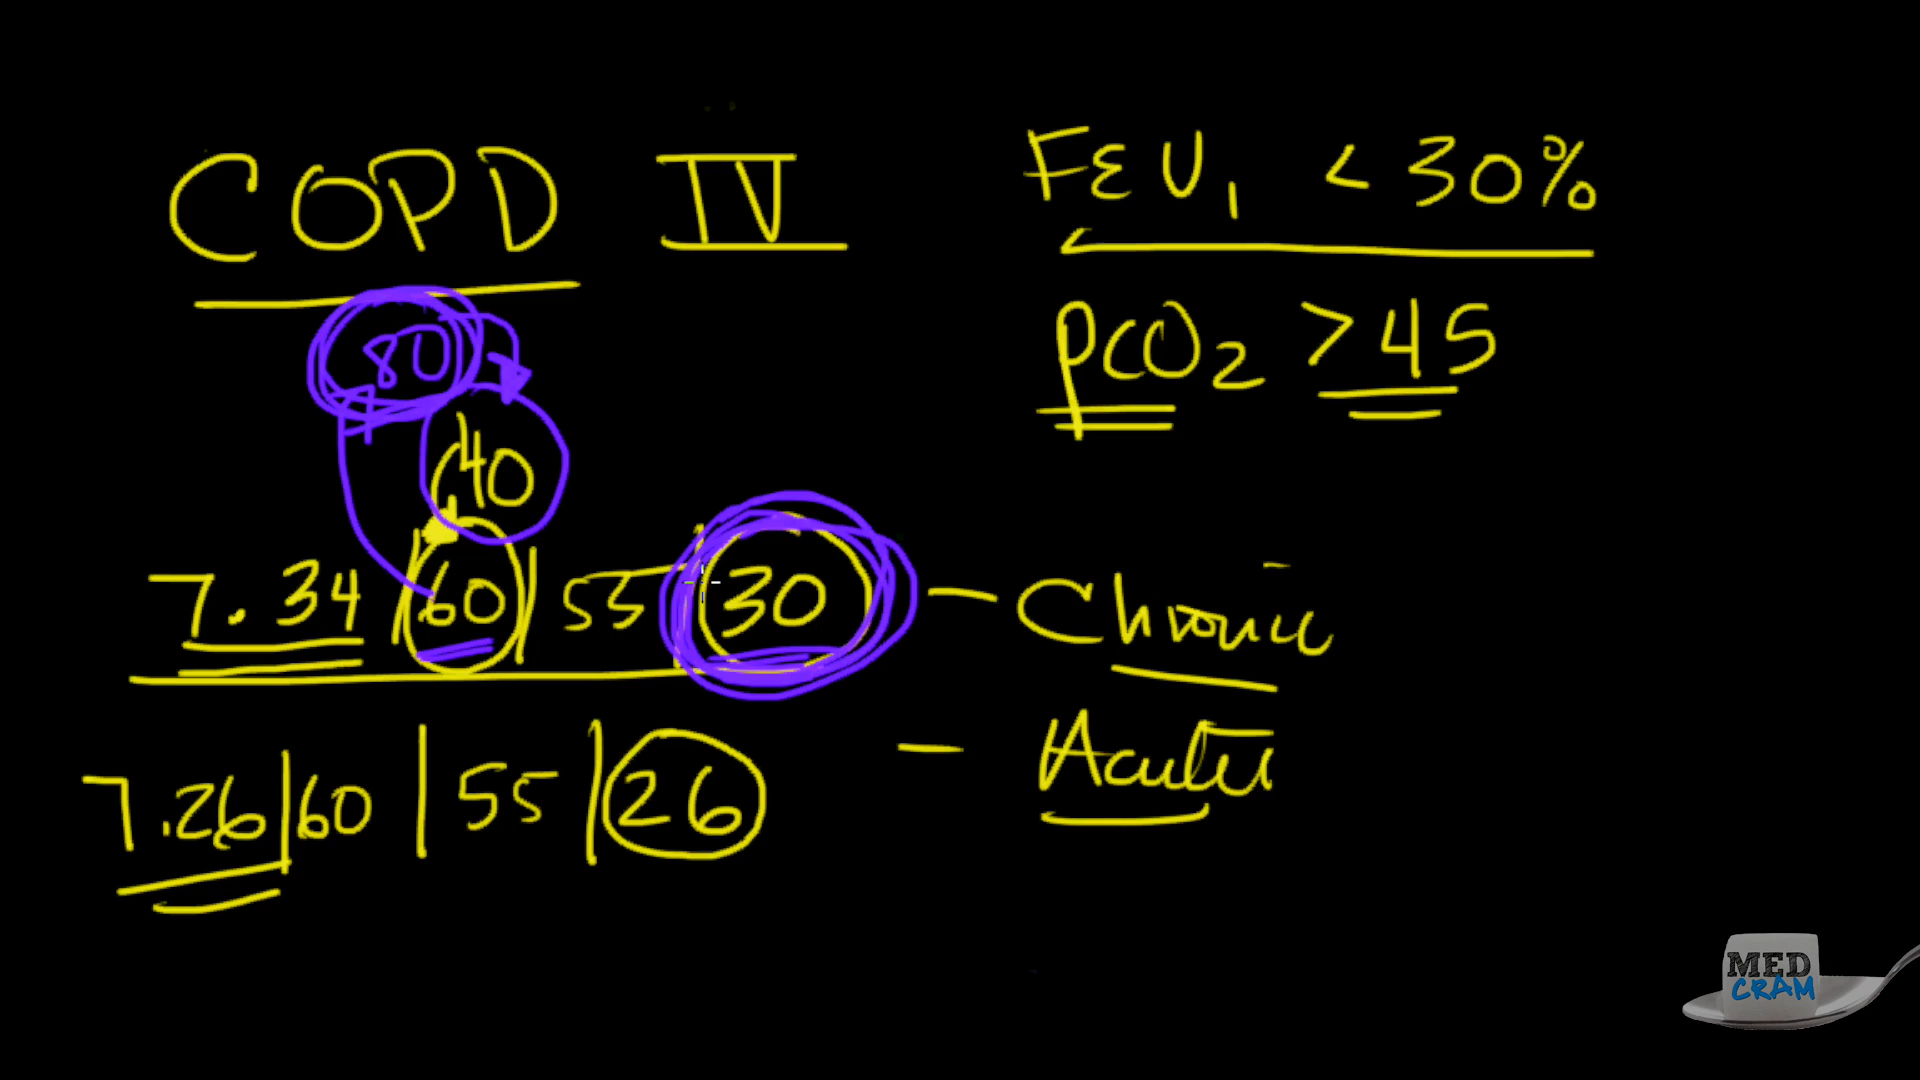 COPD IV
FEV1 <30%
80
pCO2 >45
40
7.34 | 60 | 55 | 30 – Chronic
7.26 | 60 | 55 | 26 – Acute
MED
CRAM